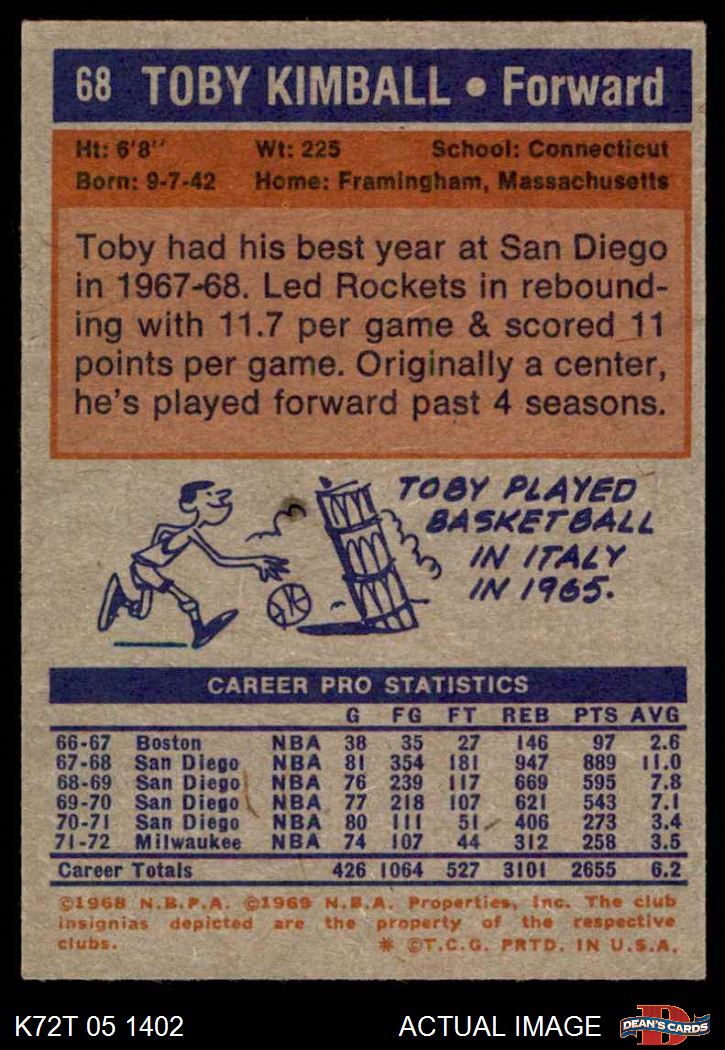 68 TOBY KIMBALL • Forward
Ht: 6'8" Wt: 225 School: Connecticut
Born: 9-7-42 Home: Framingham, Massachusetts
Toby had his best year at San Diego
in 1967-68. Led Rockets in rebound-
ing with 11.7 per game & scored 11
points per game. Originally a center,
he's played forward past 4 seasons.
TOBY PLAYED
BASKETBALL
IN ITALY
IN 1965.
CAREER PRO STATISTICS
G FG FT REB PTS AVG
66-67 Boston NBA 38 35 27 146 97 2.6
67-68 San Diego NBA 81 354 181 947 889 11.0
68-69 San Diego NBA 76 239 117 669 595 7.8
69-70 San Diego NBA 77 218 107 621 543 7.1
70-71 San Diego NBA 80 111 51 406 273 3.4
71-72 Milwaukee NBA 74 107 44 312 258 3.5
Career Totals 426 1064 527 3101 2655 6.2
©1968 N.B.P.A. ©1969 N.B.A. Properties, Inc. The club
insignias depicted are the property of the respective
clubs. * ©T.C.G. PRTD. IN U.S.A.
K72T 05 1402 ACTUAL IMAGE D DEAN'S CARDS